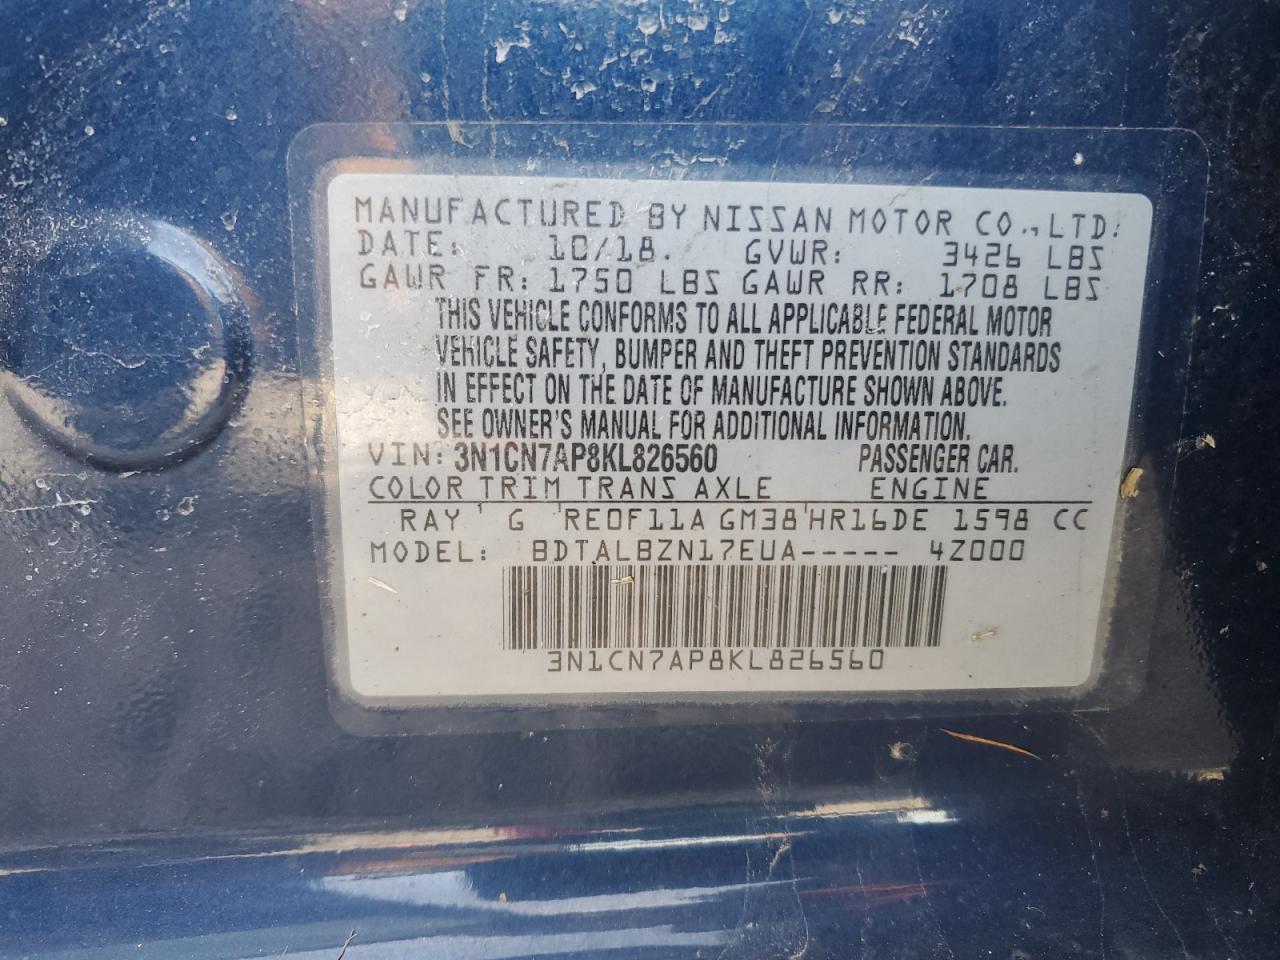 MANUFACTURED BY NISSAN MOTOR CO., LTD.
DATE: 10/18. GVWR: 3426 LBS
GAWR FR: 1750 LBS GAWR RR: 1708 LBS
THIS VEHICLE CONFORMS TO ALL APPLICABLE FEDERAL MOTOR
VEHICLE SAFETY, BUMPER AND THEFT PREVENTION STANDARDS
IN EFFECT ON THE DATE OF MANUFACTURE SHOWN ABOVE.
SEE OWNER'S MANUAL FOR ADDITIONAL INFORMATION.
VIN: 3N1CN7AP8KL826560 PASSENGER CAR.
COLOR TRIM TRANS AXLE ENGINE
RAY ' G 'RE0F11A GM38'HR16DE 1598 CC
MODEL: BDTALBZN17EUA----- 4Z000
3N1CN7AP8KL826560